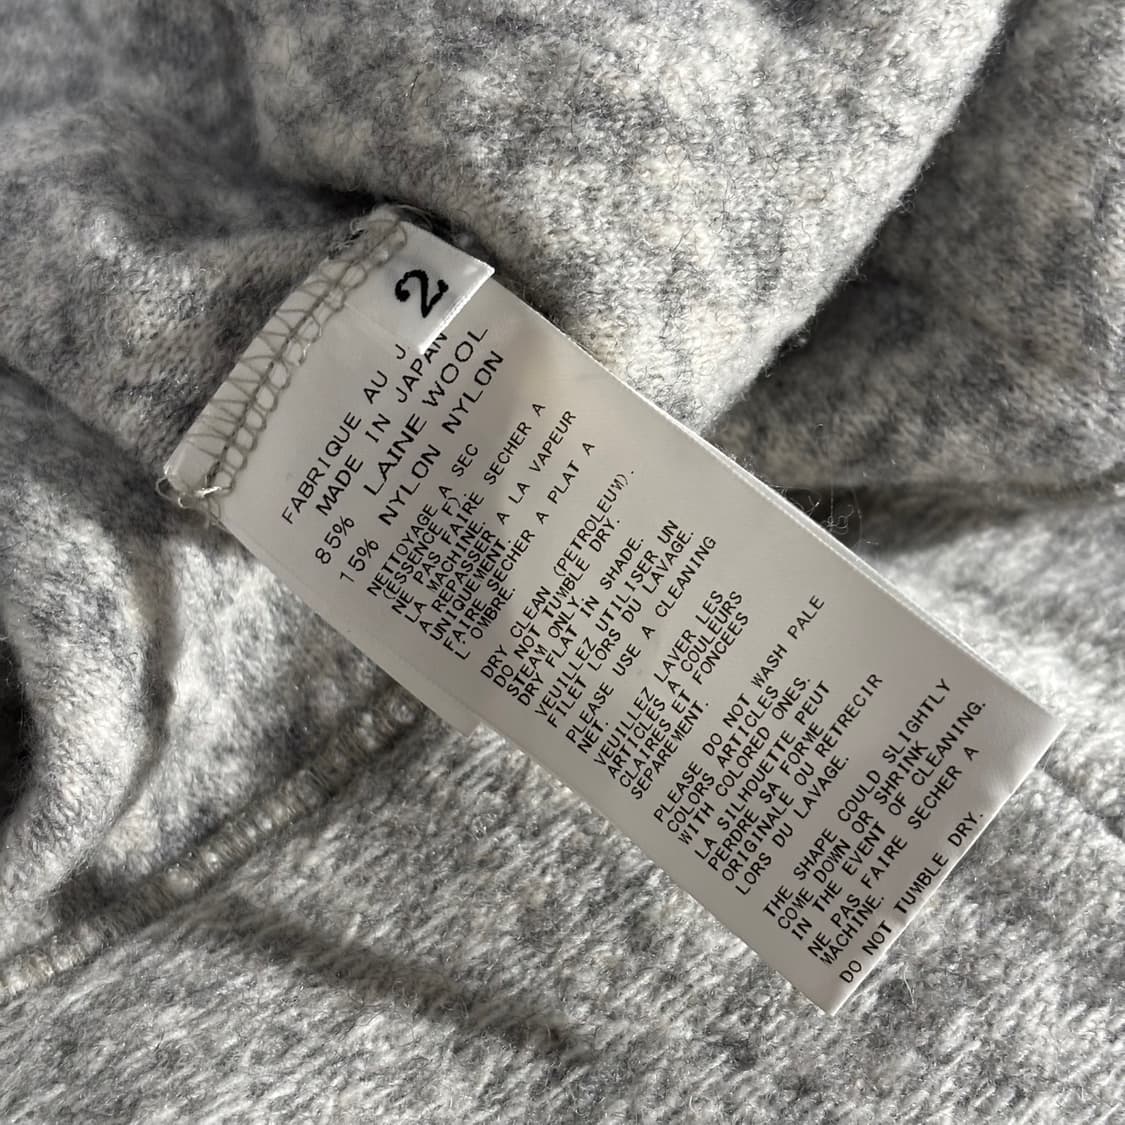 2
FABRIQUE AU J
MADE IN JAPAN
85% LAINE WOOL
15% NYLON NYLON
NETTOYAGE A SEC
(ESSENCE F)
NE PAS FAIRE SECHER A
LA MACHINE.
REPASSER A LA VAPEUR
UNIQUEMENT.
FAIRE SECHER A PLAT A
L'OMBRE.
DRY CLEAN (PETROLEUM).
DO NOT TUMBLE DRY.
STEAM ONLY.
DRY FLAT IN SHADE.
VEUILLEZ UTILISER UN
FILET LORS DU LAVAGE.
PLEASE USE A CLEANING
NET.
VEUILLEZ LAVER LES
ARTICLES A COULEURS
CLAIRES ET FONCEES
SEPAREMENT.
PLEASE DO NOT WASH PALE
COLORS ARTICLES
WITH COLORED ONES.
LA SILHOUETTE PEUT
PERDRE SA FORME
ORIGINALE OU RETRECIR
LORS DU LAVAGE.
THE SHAPE COULD SLIGHTLY
COME DOWN OR SHRINK
IN THE EVENT OF CLEANING.
NE PAS FAIRE SECHER A
MACHINE.
DO NOT TUMBLE DRY.